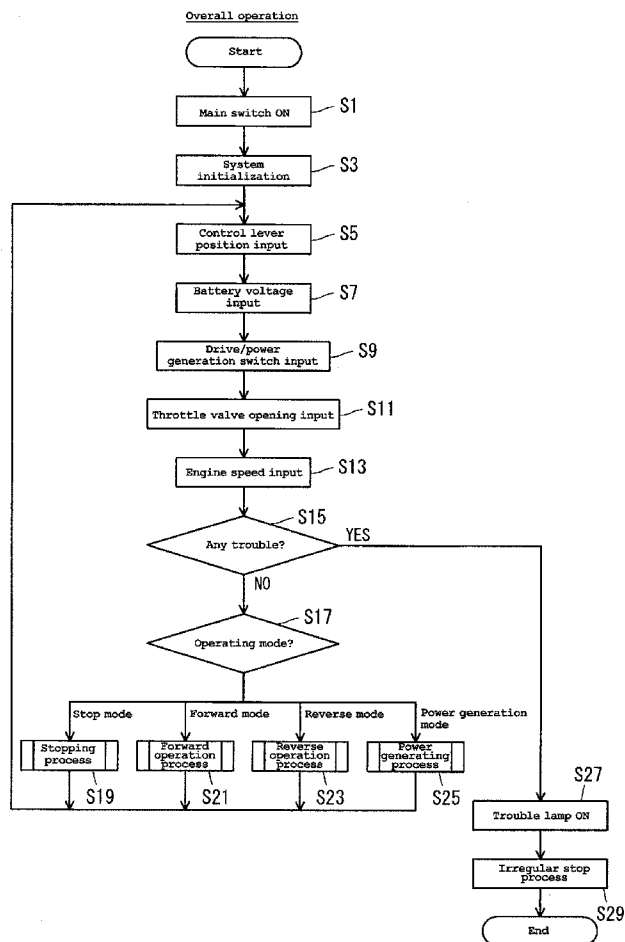 Overall operation
Start
Main switch ON
S1
System
initialization
S3
Control lever
position input
S5
Battery voltage
input
S7
Drive/power
generation switch input
S9
Throttle valve opening input
S11
Engine speed input
S13
Any trouble?
S15
YES
NO
Operating mode?
S17
Stop mode
Forward mode
Reverse mode
Power generation
mode
Stopping
process
S19
Forward
operation
process
S21
Reverse
operation
process
S23
Power
generating
process
S25
Trouble lamp ON
S27
Irregular stop
process
S29
End